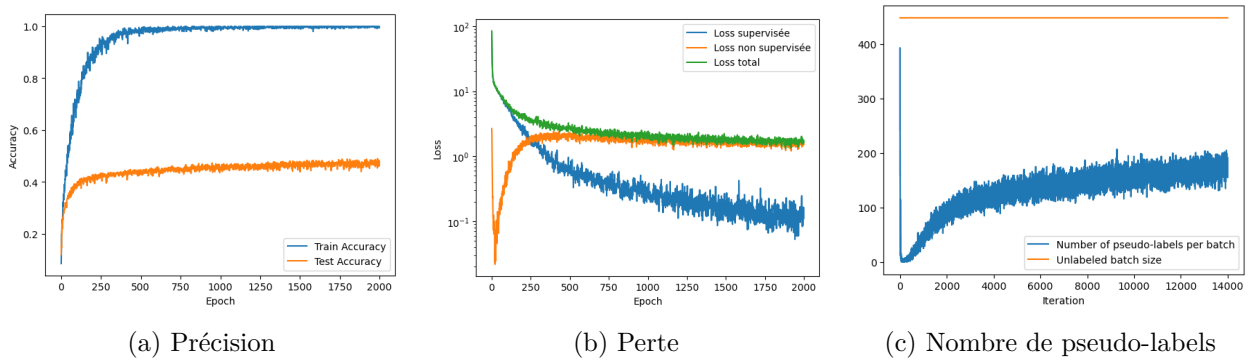 1.0
0.8
0.6
0.4
0.2
Accuracy
0 250 500 750 1000 1250 1500 1750 2000
Epoch
Train Accuracy
Test Accuracy
(a) Précision
10²
10¹
10⁰
10⁻¹
Loss
0 250 500 750 1000 1250 1500 1750 2000
Epoch
Loss supervisée
Loss non supervisée
Loss total
(b) Perte
400
300
200
100
0
0 2000 4000 6000 8000 10000 12000 14000
Iteration
Number of pseudo-labels per batch
Unlabeled batch size
(c) Nombre de pseudo-labels